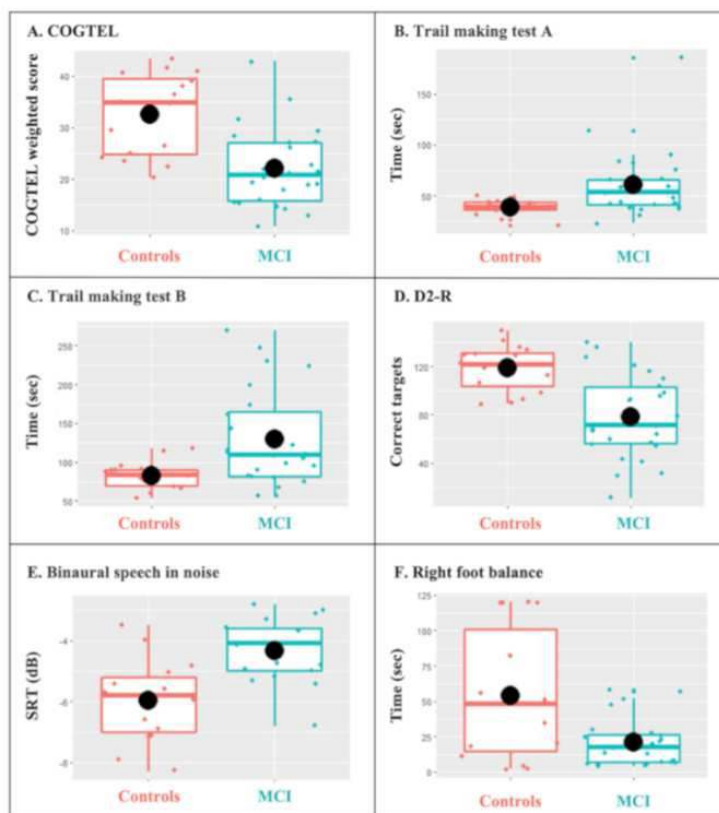 A. COGTEL
COGTEL weighted score
40
30
20
10
Controls
MCI
B. Trail making test A
Time (sec)
150
100
50
Controls
MCI
C. Trail making test B
Time (sec)
250
200
150
100
50
Controls
MCI
D. D2-R
Correct targets
120
80
40
Controls
MCI
E. Binaural speech in noise
SRT (dB)
-4
-6
-8
Controls
MCI
F. Right foot balance
Time (sec)
125
100
75
50
25
0
Controls
MCI